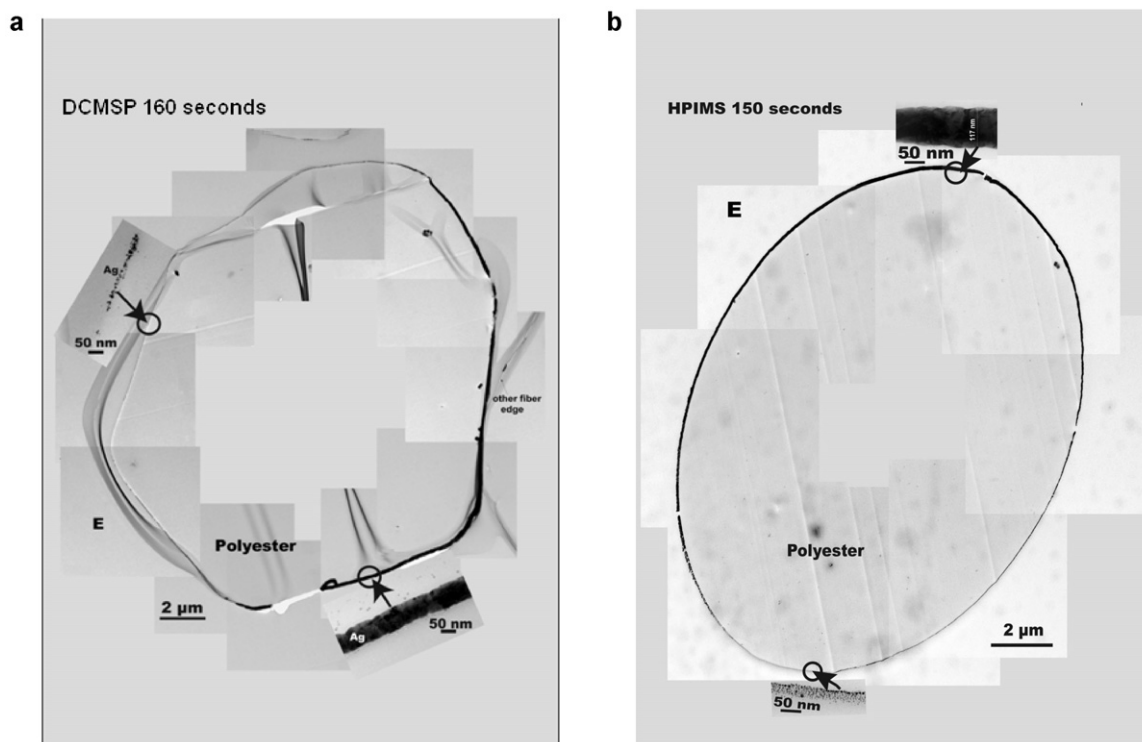 a
DCMSP 160 seconds
Ag
50 nm
other fiber
edge
E
Polyester
2 µm
Ag
50 nm
b
HPIMS 150 seconds
117 nm
50 nm
E
Polyester
2 µm
50 nm